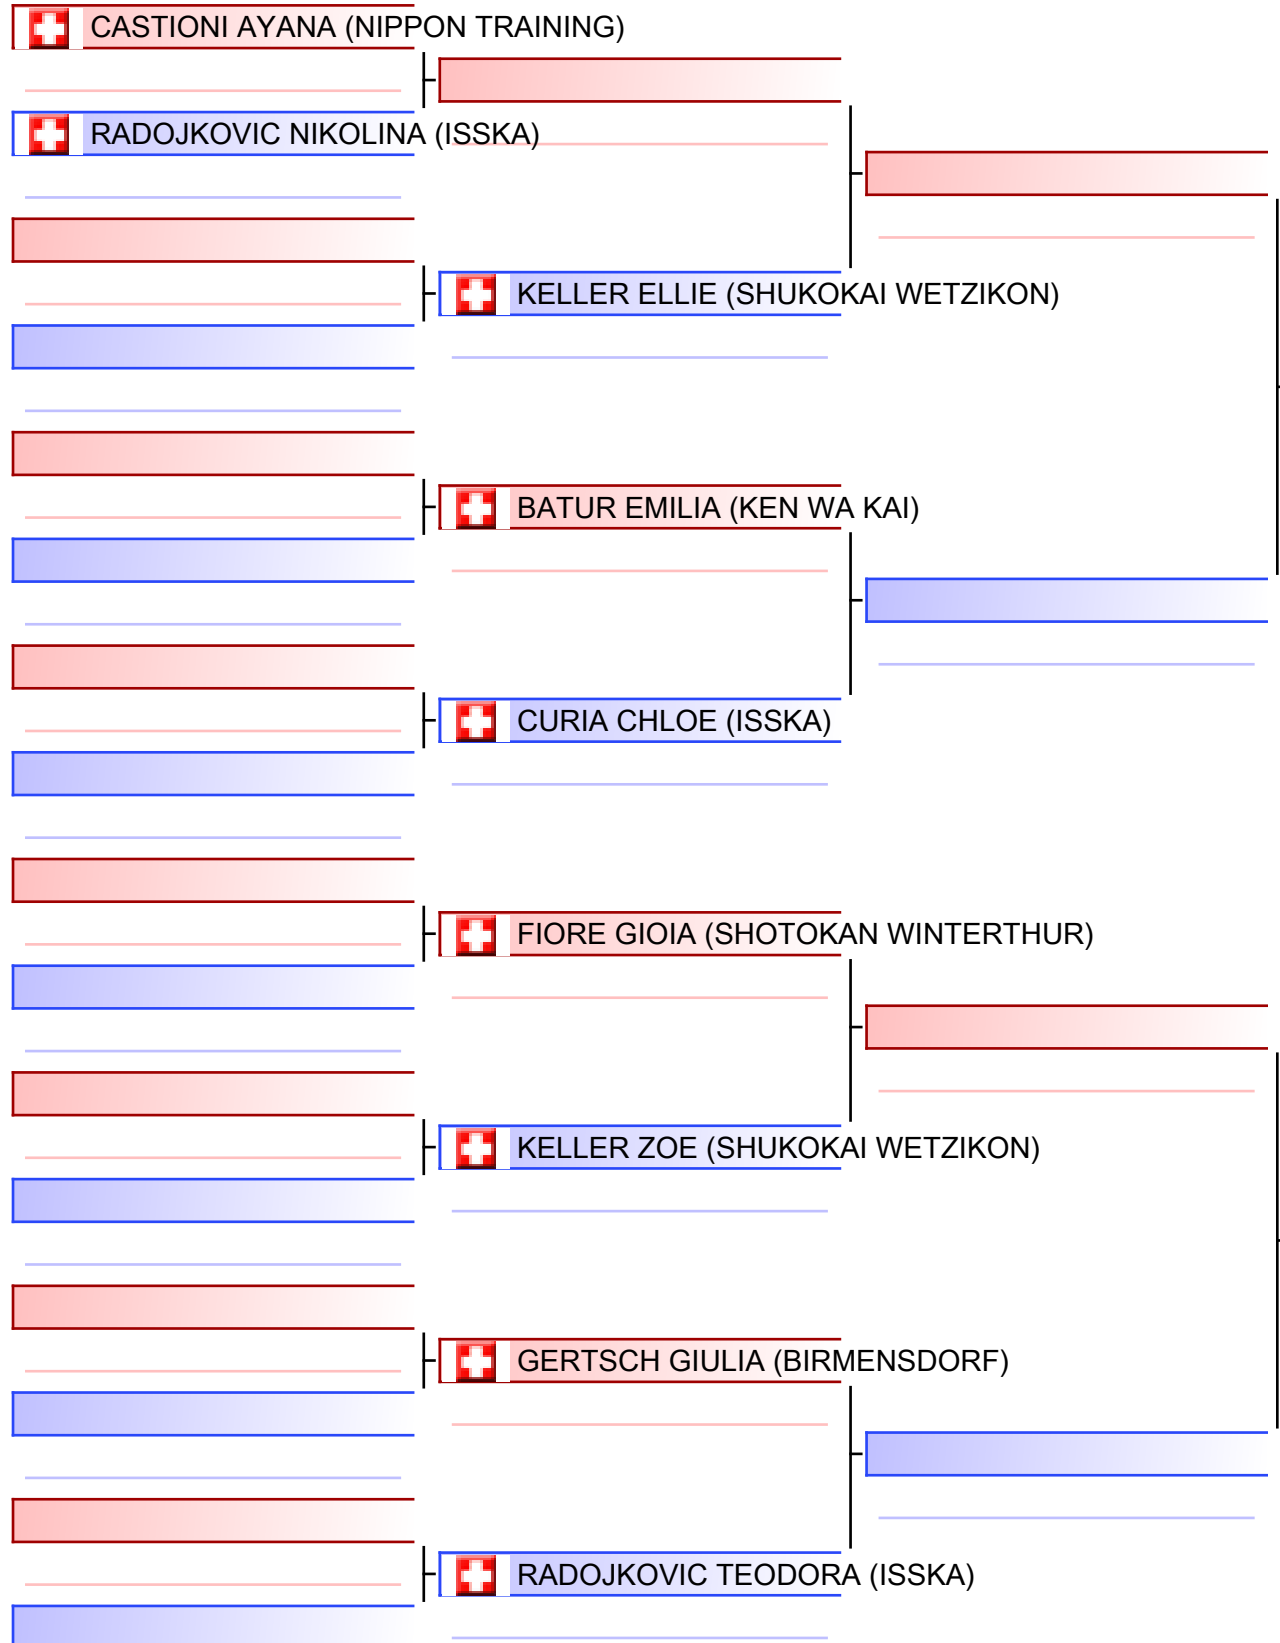 CASTIONI AYANA (NIPPON TRAINING)
RADOJKOVIC NIKOLINA (ISSKA)
KELLER ELLIE (SHUKOKAI WETZIKON)
BATUR EMILIA (KEN WA KAI)
CURIA CHLOE (ISSKA)
FIORE GIOIA (SHOTOKAN WINTERTHUR)
KELLER ZOE (SHUKOKAI WETZIKON)
GERTSCH GIULIA (BIRMENSDORF)
RADOJKOVIC TEODORA (ISSKA)